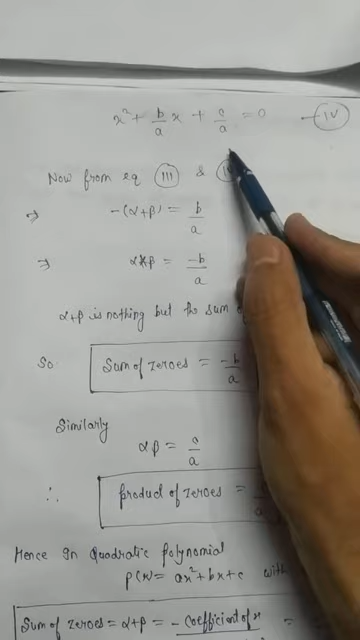 x² + b/a x + c/a = 0 —(IV)
Now from eq (III) &
⇒ -(α+β) = b/a
⇒ α+β = -b/a
α+β is nothing but the sum
So Sum of zeroes = -b/a
Similarly
αβ = c/a
∴ product of zeroes =
Hence In Quadratic polynomial
P(x) = ax²+bx+c with
Sum of zeroes = α+β = - coefficient of x =